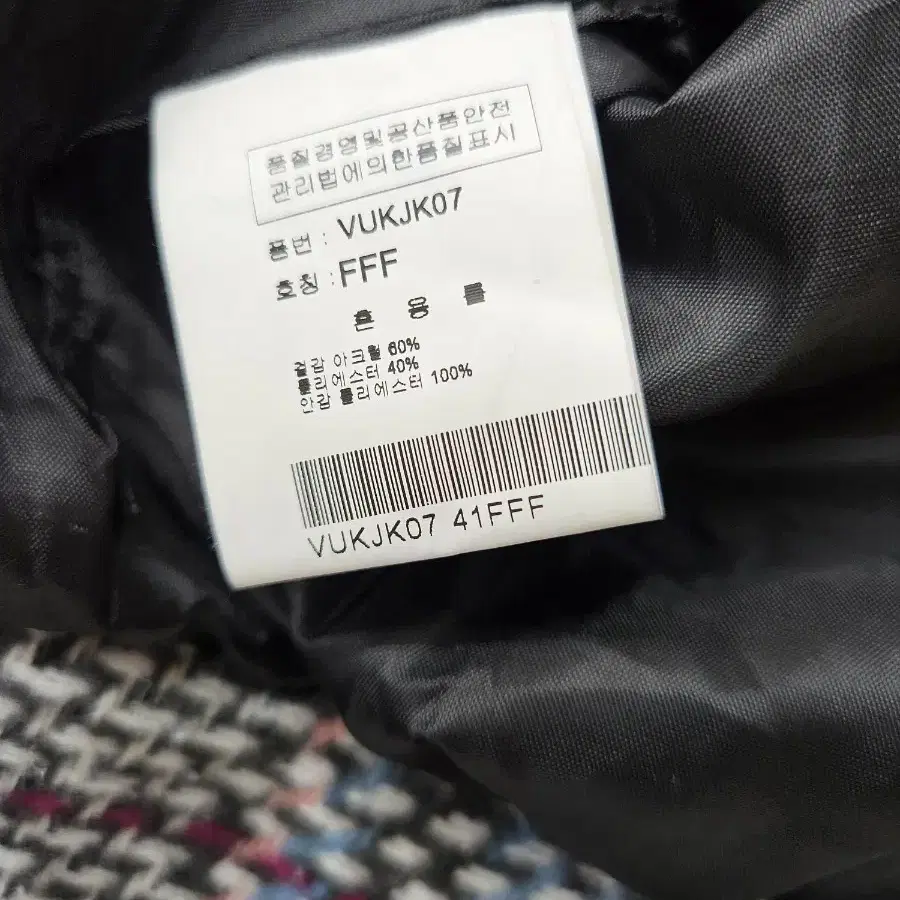 품질경영및공산품안전
관리법에의한품질표시
품번 : VUKJK07
호칭 : FFF
혼 용 률
겉감 아크릴 60%
폴리에스터 40%
안감 폴리에스터 100%
VUKJK07 41FFF